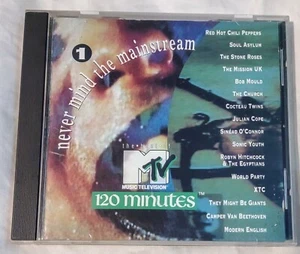 1
never mind the mainstream
the best of
MTV
MUSIC TELEVISION
120 MINUTES™
RED HOT CHILI PEPPERS
SOUL ASYLUM
THE STONE ROSES
THE MISSION UK
BOB MOULD
THE CHURCH
COCTEAU TWINS
JULIAN COPE
SINÉAD O'CONNOR
SONIC YOUTH
ROBYN HITCHCOCK
& THE EGYPTIANS
WORLD PARTY
XTC
THEY MIGHT BE GIANTS
CAMPER VAN BEETHOVEN
MODERN ENGLISH